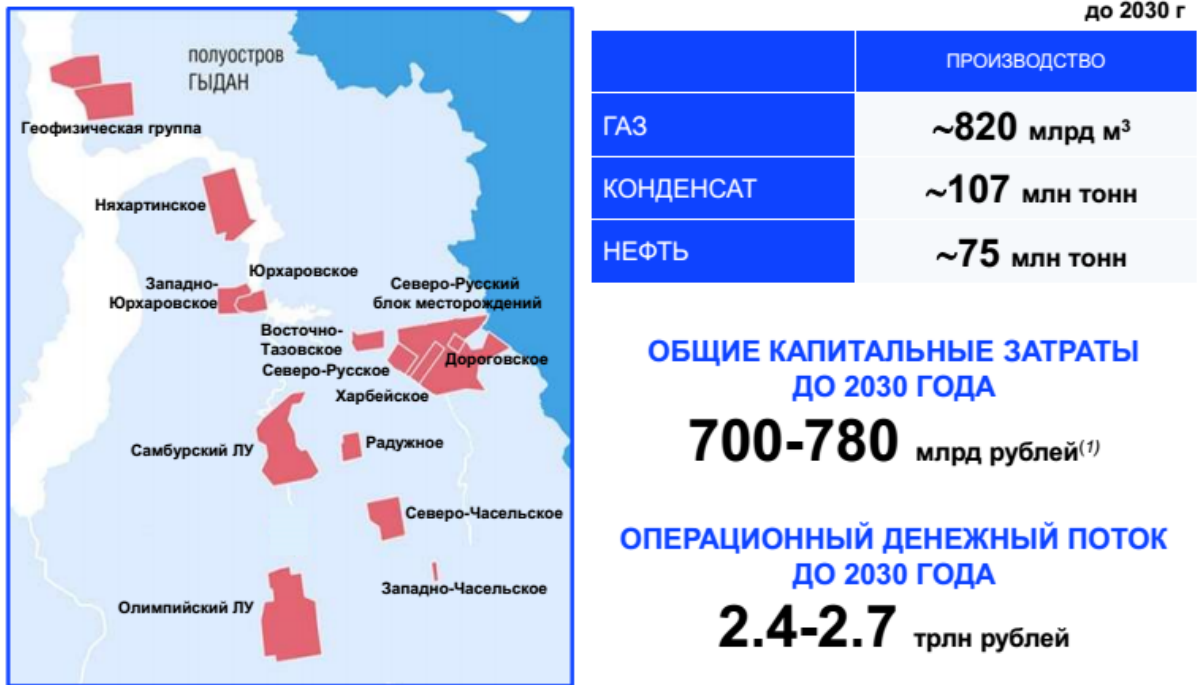 полуостров
ГЫДАН
Геофизическая группа
Няхартинское
Юрхаровское
Западно-
Юрхаровское
Северо-Русский
блок месторождений
Восточно-
Тазовское
Северо-Русское
Дороговское
Харбейское
Самбурский ЛУ
Радужное
Северо-Часельское
Западно-Часельское
Олимпийский ЛУ
до 2030 г
ПРОИЗВОДСТВО
ГАЗ ~820 млрд м³
КОНДЕНСАТ ~107 млн тонн
НЕФТЬ ~75 млн тонн
ОБЩИЕ КАПИТАЛЬНЫЕ ЗАТРАТЫ
ДО 2030 ГОДА
700-780 млрд рублей(1)
ОПЕРАЦИОННЫЙ ДЕНЕЖНЫЙ ПОТОК
ДО 2030 ГОДА
2.4-2.7 трлн рублей